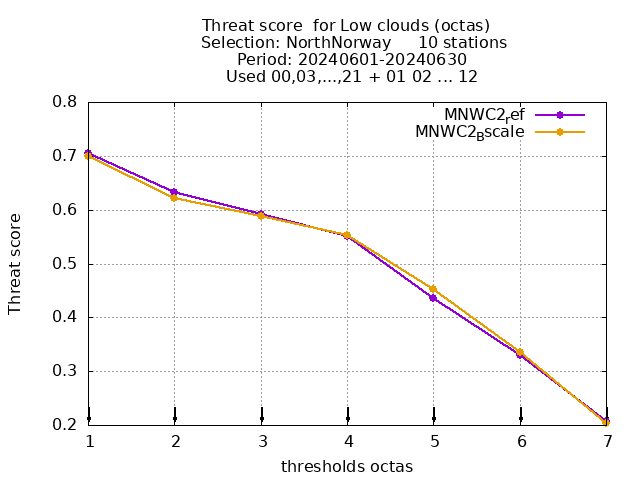 Threat score  for Low clouds (octas)
Selection: NorthNorway     10 stations
Period: 20240601-20240630
Used 00,03,...,21 + 01 02 ... 12
MNWC2ref
MNWC2Bscale
Threat score
0.8
0.7
0.6
0.5
0.4
0.3
0.2
1 2 3 4 5 6 7
thresholds octas